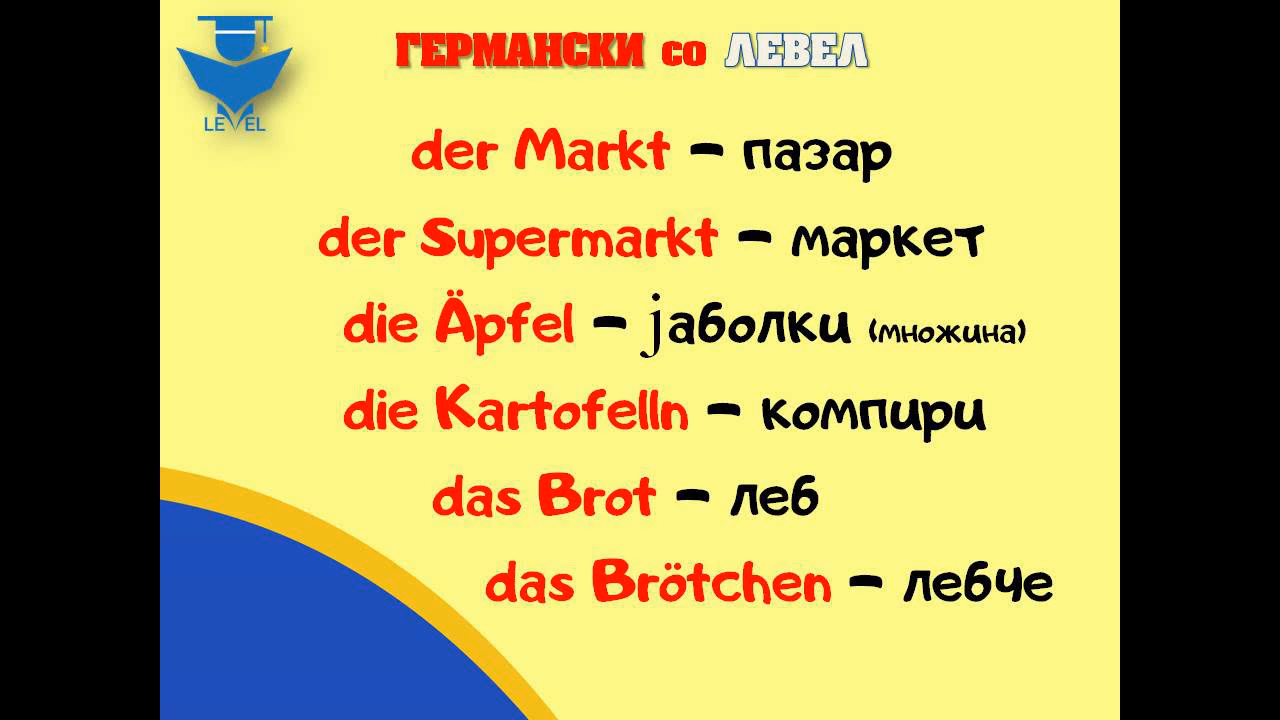 LEVEL
ГЕРМАНСКИ со ЛЕВЕЛ
der Markt – пазар
der Supermarkt – маркет
die Äpfel – јаболки (множина)
die Kartofelln – компири
das Brot – леб
das Brötchen – лебче